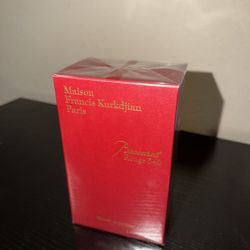 Maison
Francis Kurkdjian
Paris
Baccarat
Rouge 540